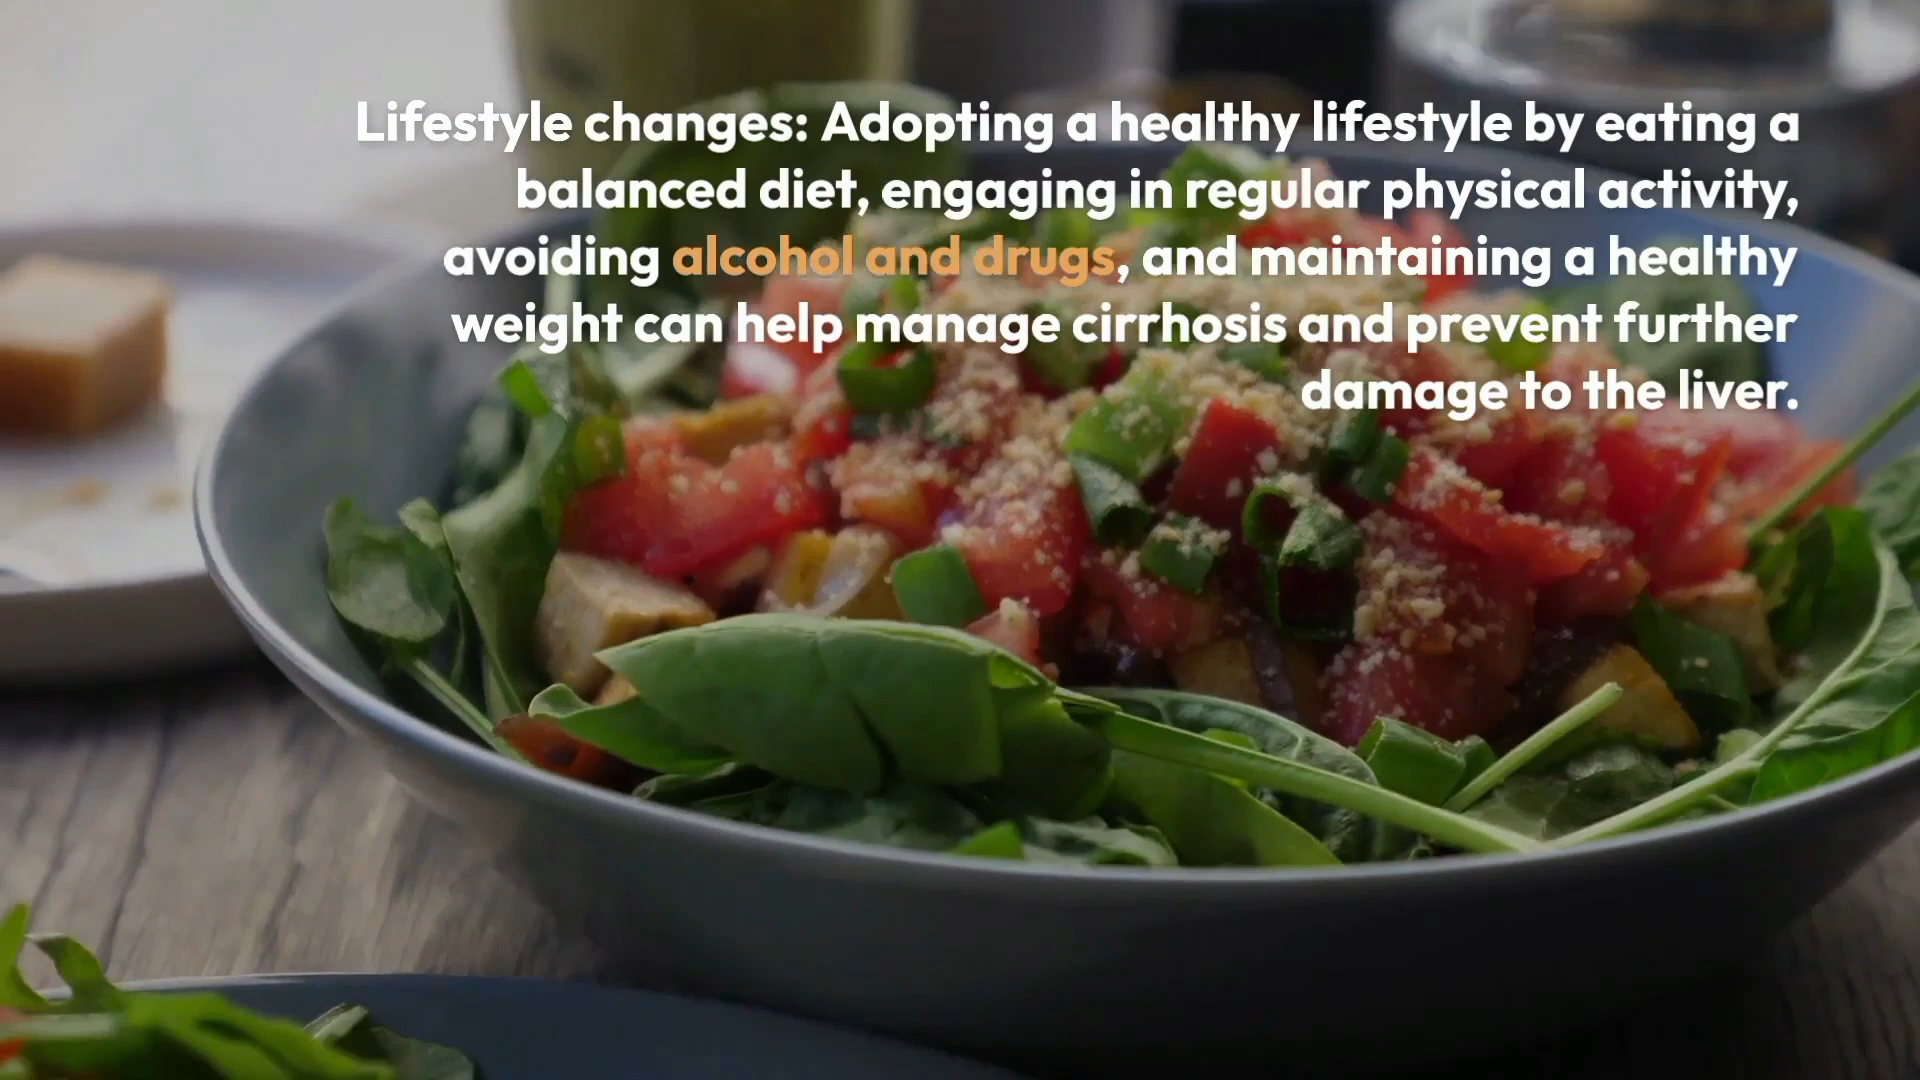 Lifestyle changes: Adopting a healthy lifestyle by eating a
balanced diet, engaging in regular physical activity,
avoiding alcohol and drugs, and maintaining a healthy
weight can help manage cirrhosis and prevent further
damage to the liver.